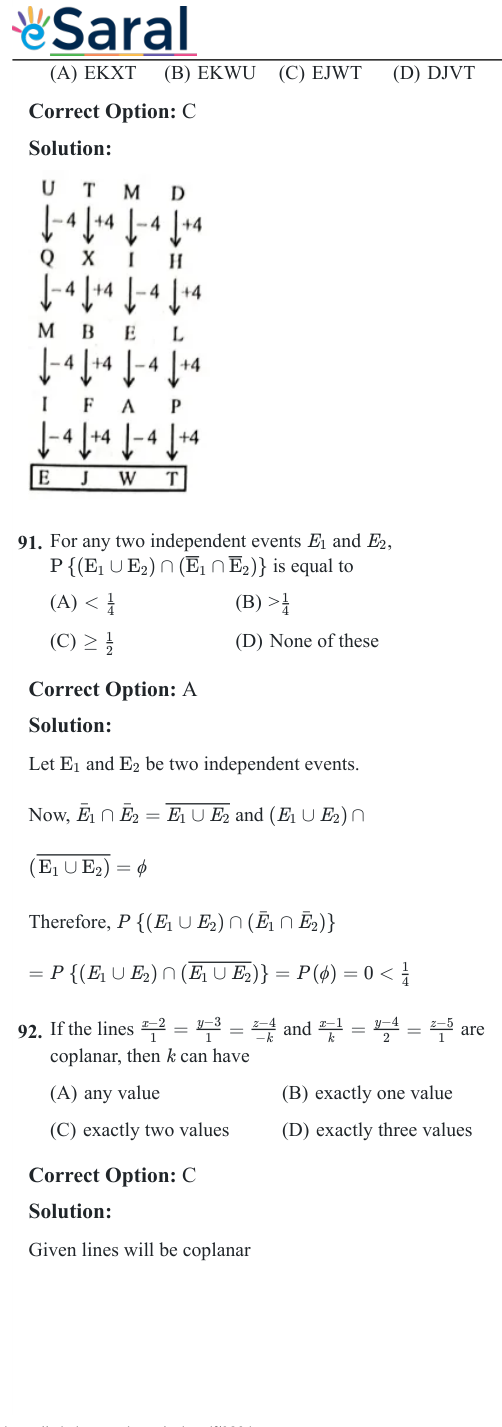 eSaral
(A) EKXT (B) EKWU (C) EJWT (D) DJVT
Correct Option: C
Solution:
U T M D
-4 +4 -4 +4
Q X I H
-4 +4 -4 +4
M B E L
-4 +4 -4 +4
I F A P
-4 +4 -4 +4
E J W T
91. For any two independent events E₁ and E₂,
P {(E₁ ∪ E₂) ∩ (E̅₁ ∩ E̅₂)} is equal to
(A) < 1/4 (B) > 1/4
(C) ≥ 1/2 (D) None of these
Correct Option: A
Solution:
Let E₁ and E₂ be two independent events.
Now, Ē₁ ∩ Ē₂ = \overline{E₁ ∪ E₂} and (E₁ ∪ E₂) ∩
(\overline{E₁ ∪ E₂)} = ϕ
Therefore, P {(E₁ ∪ E₂) ∩ (Ē₁ ∩ Ē₂)}
= P {(E₁ ∪ E₂) ∩ (\overline{E₁ ∪ E₂})} = P(ϕ) = 0 < 1/4
92. If the lines (x−2)/1 = (y−3)/1 = (z−4)/−k and (x−1)/k = (y−4)/2 = (z−5)/1 are
coplanar, then k can have
(A) any value (B) exactly one value
(C) exactly two values (D) exactly three values
Correct Option: C
Solution:
Given lines will be coplanar